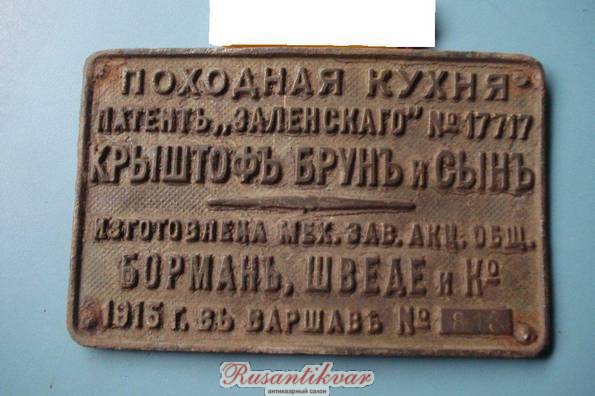 ПОХОДНАЯ КУХНЯ
ПАТЕНТЪ „ЗАЛЕНСКАГО" № 17717
КРЫШТОФЪ БРУНЪ и СЫНЪ
ИЗГОТОВЛЕНА МЕХ. ЗАВ. АКЦ. ОБЩ.
БОРМАНЪ, ШВЕДЕ и Ко
1915 г. ВЪ ВАРШАВѢ №
Rusantikvar
антикварный салон